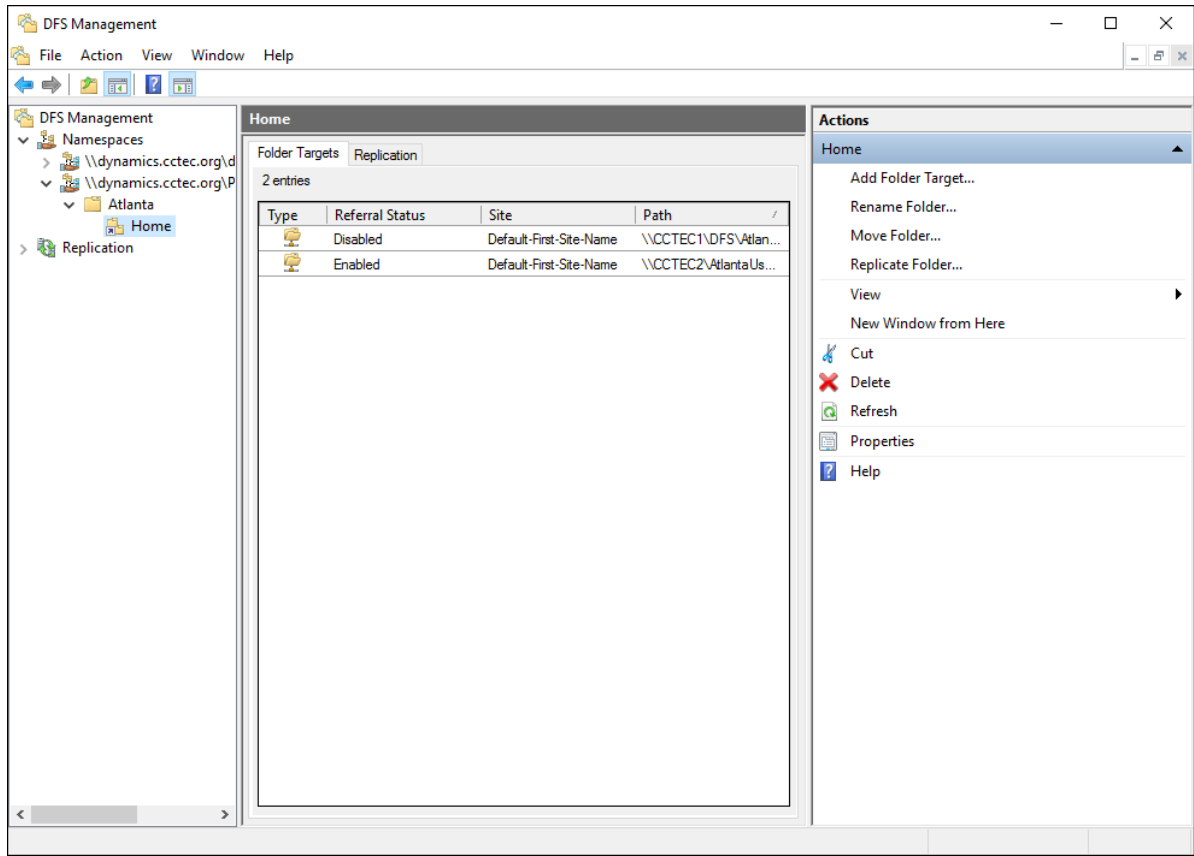 DFS Management
File Action View Window Help
DFS Management
Namespaces
\\dynamics.cctec.org\d
\\dynamics.cctec.org\P
Atlanta
Home
Replication
Home
Folder Targets Replication
2 entries
Type Referral Status Site Path
Disabled Default-First-Site-Name \\CCTEC1\DFS\Atlan...
Enabled Default-First-Site-Name \\CCTEC2\AtlantaUs...
Actions
Home
Add Folder Target...
Rename Folder...
Move Folder...
Replicate Folder...
View
New Window from Here
Cut
Delete
Refresh
Properties
Help